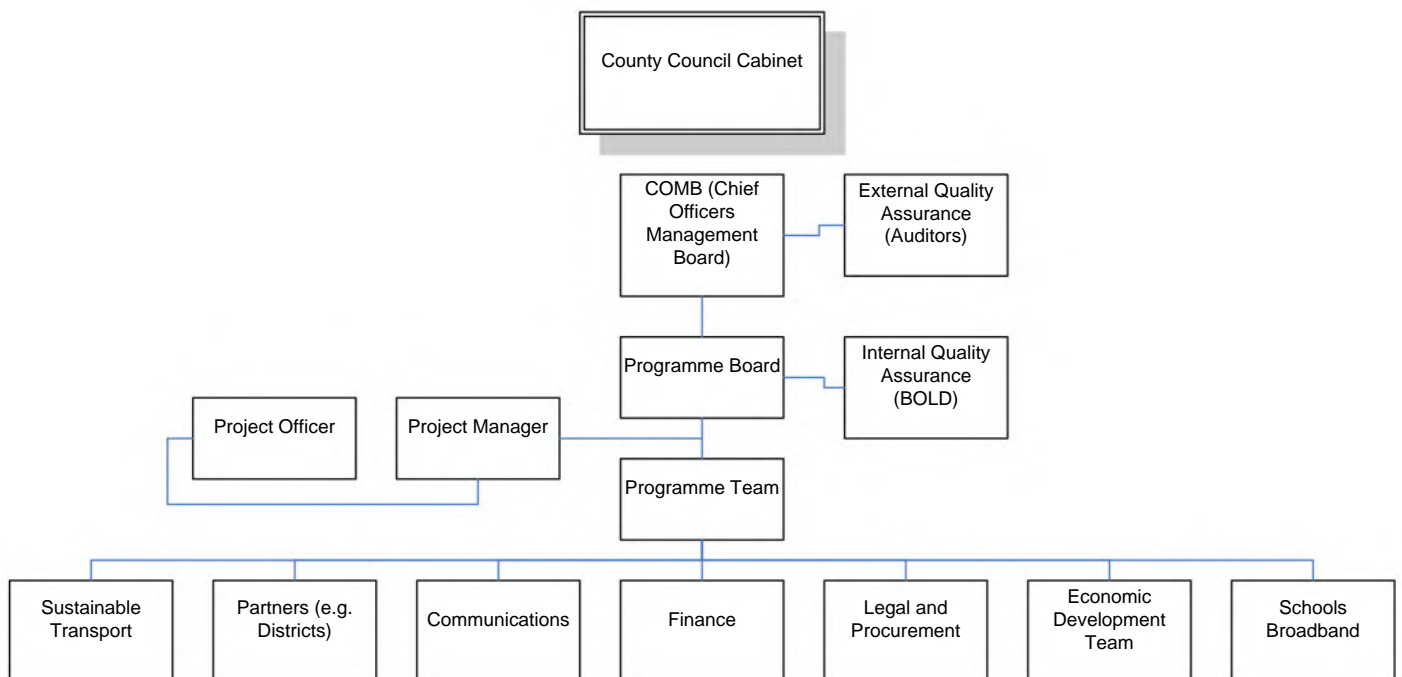 County Council Cabinet
COMB (Chief
Officers
Management
Board)
External Quality
Assurance
(Auditors)
Programme Board
Internal Quality
Assurance
(BOLD)
Project Officer
Project Manager
Programme Team
Sustainable
Transport
Partners (e.g.
Districts)
Communications
Finance
Legal and
Procurement
Economic
Development
Team
Schools
Broadband